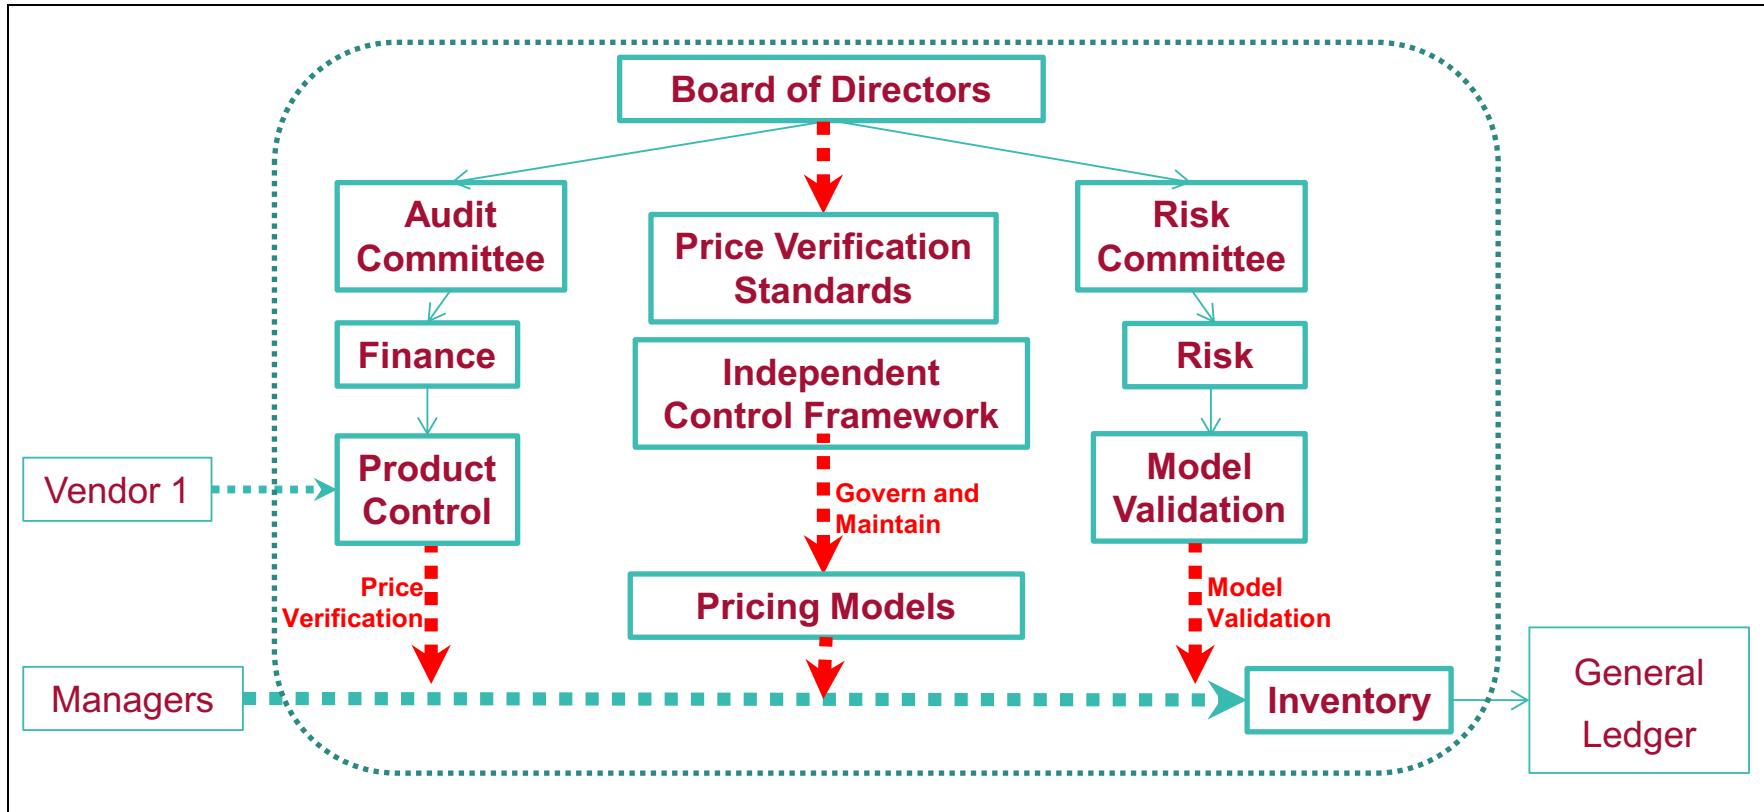 Board of Directors
Audit
Committee
Price Verification
Standards
Risk
Committee
Finance
Independent
Control Framework
Risk
Vendor 1
Product
Control
Govern and
Maintain
Model
Validation
Price
Verification
Pricing Models
Model
Validation
Managers
Inventory
General
Ledger